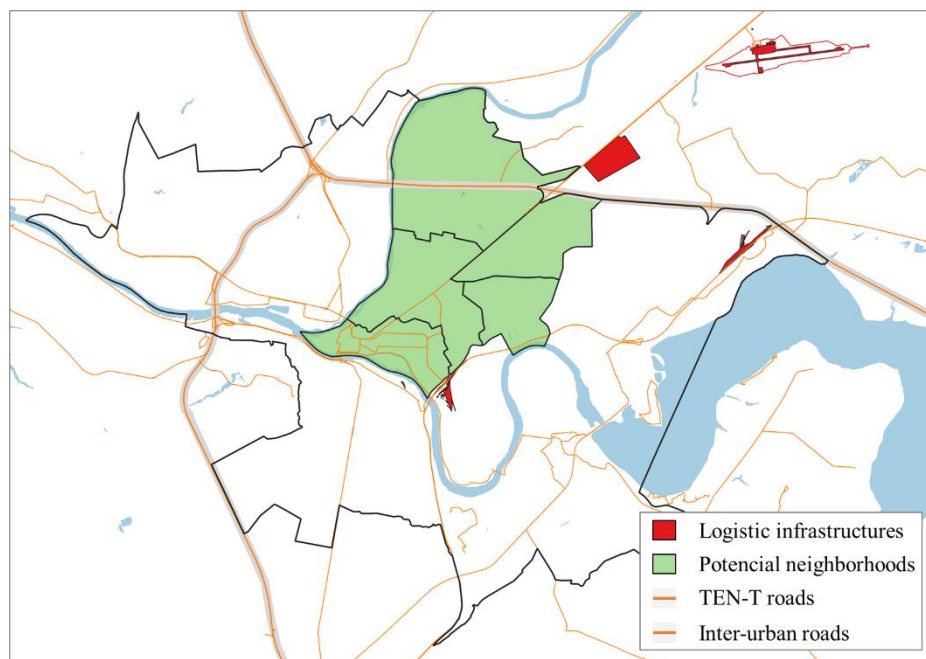 Logistic infrastructures
Potencial neighborhoods
TEN-T roads
Inter-urban roads